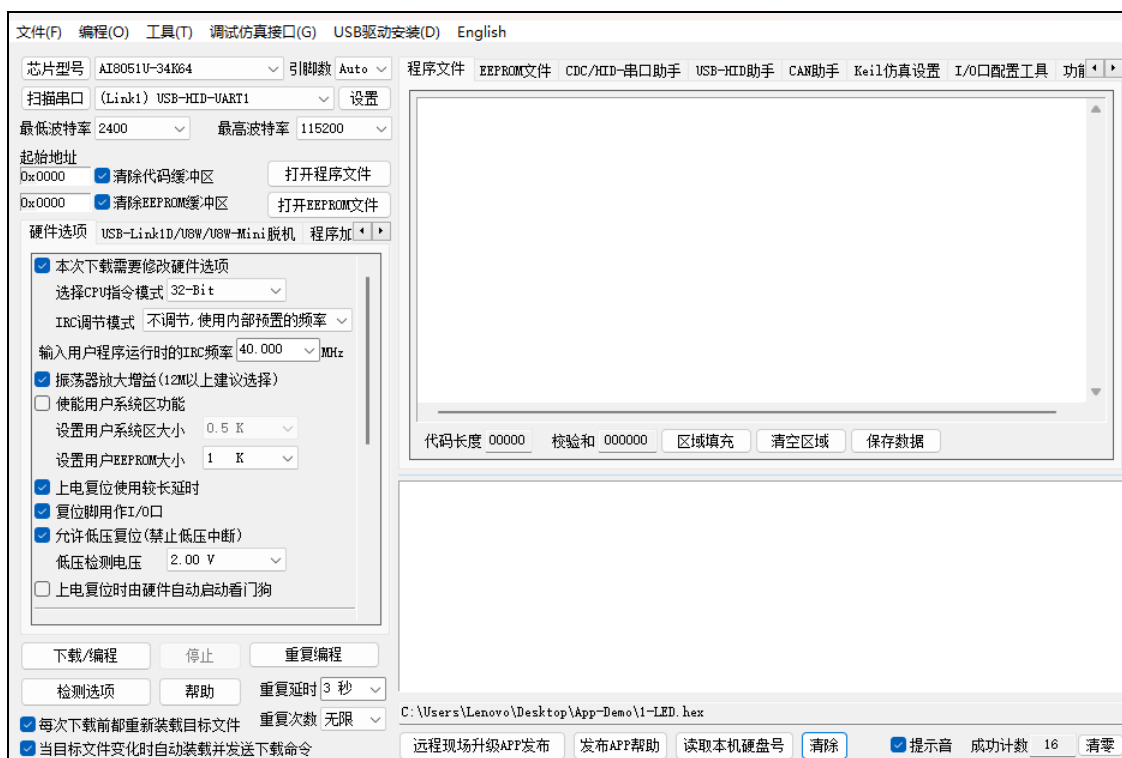 文件(F) 编程(O) 工具(T) 调试仿真接口(G) USB驱动安装(D) English
芯片型号 AI8051U-34K64 引脚数 Auto
扫描串口 (Link1) USB-HID-UART1 设置
最低波特率 2400 最高波特率 115200
起始地址
0x0000 清除代码缓冲区 打开程序文件
0x0000 清除EEPROM缓冲区 打开EEPROM文件
硬件选项 USB-Link1D/U8W/U8W-Mini脱机 程序加
本次下载需要修改硬件选项
选择CPU指令模式 32-Bit
IRC调节模式 不调节,使用内部预置的频率
输入用户程序运行时的IRC频率 40.000 MHz
振荡器放大增益(12M以上建议选择)
使能用户系统区功能
设置用户系统区大小 0.5 K
设置用户EEPROM大小 1 K
上电复位使用较长延时
复位脚用作I/O口
允许低压复位(禁止低压中断)
低压检测电压 2.00 V
上电复位时由硬件自动启动看门狗
下载/编程 停止 重复编程
检测选项 帮助 重复延时 3 秒
每次下载前都重新装载目标文件 重复次数 无限
当目标文件变化时自动装载并发送下载命令
程序文件 EEPROM文件 CDC/HID-串口助手 USB-HID助手 CAN助手 Keil仿真设置 I/O口配置工具 功能
代码长度 00000 校验和 000000 区域填充 清空区域 保存数据
C:\Users\Lenovo\Desktop\App-Demo\1-LED.hex
远程现场升级APP发布 发布APP帮助 读取本机硬盘号 清除 提示音 成功计数 16 清零